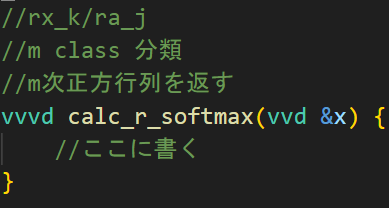 //rx_k/ra_j
//m class 分類
//m次正方行列を返す
vvvd calc_r_softmax(vvd &x) {
    //ここに書く
}